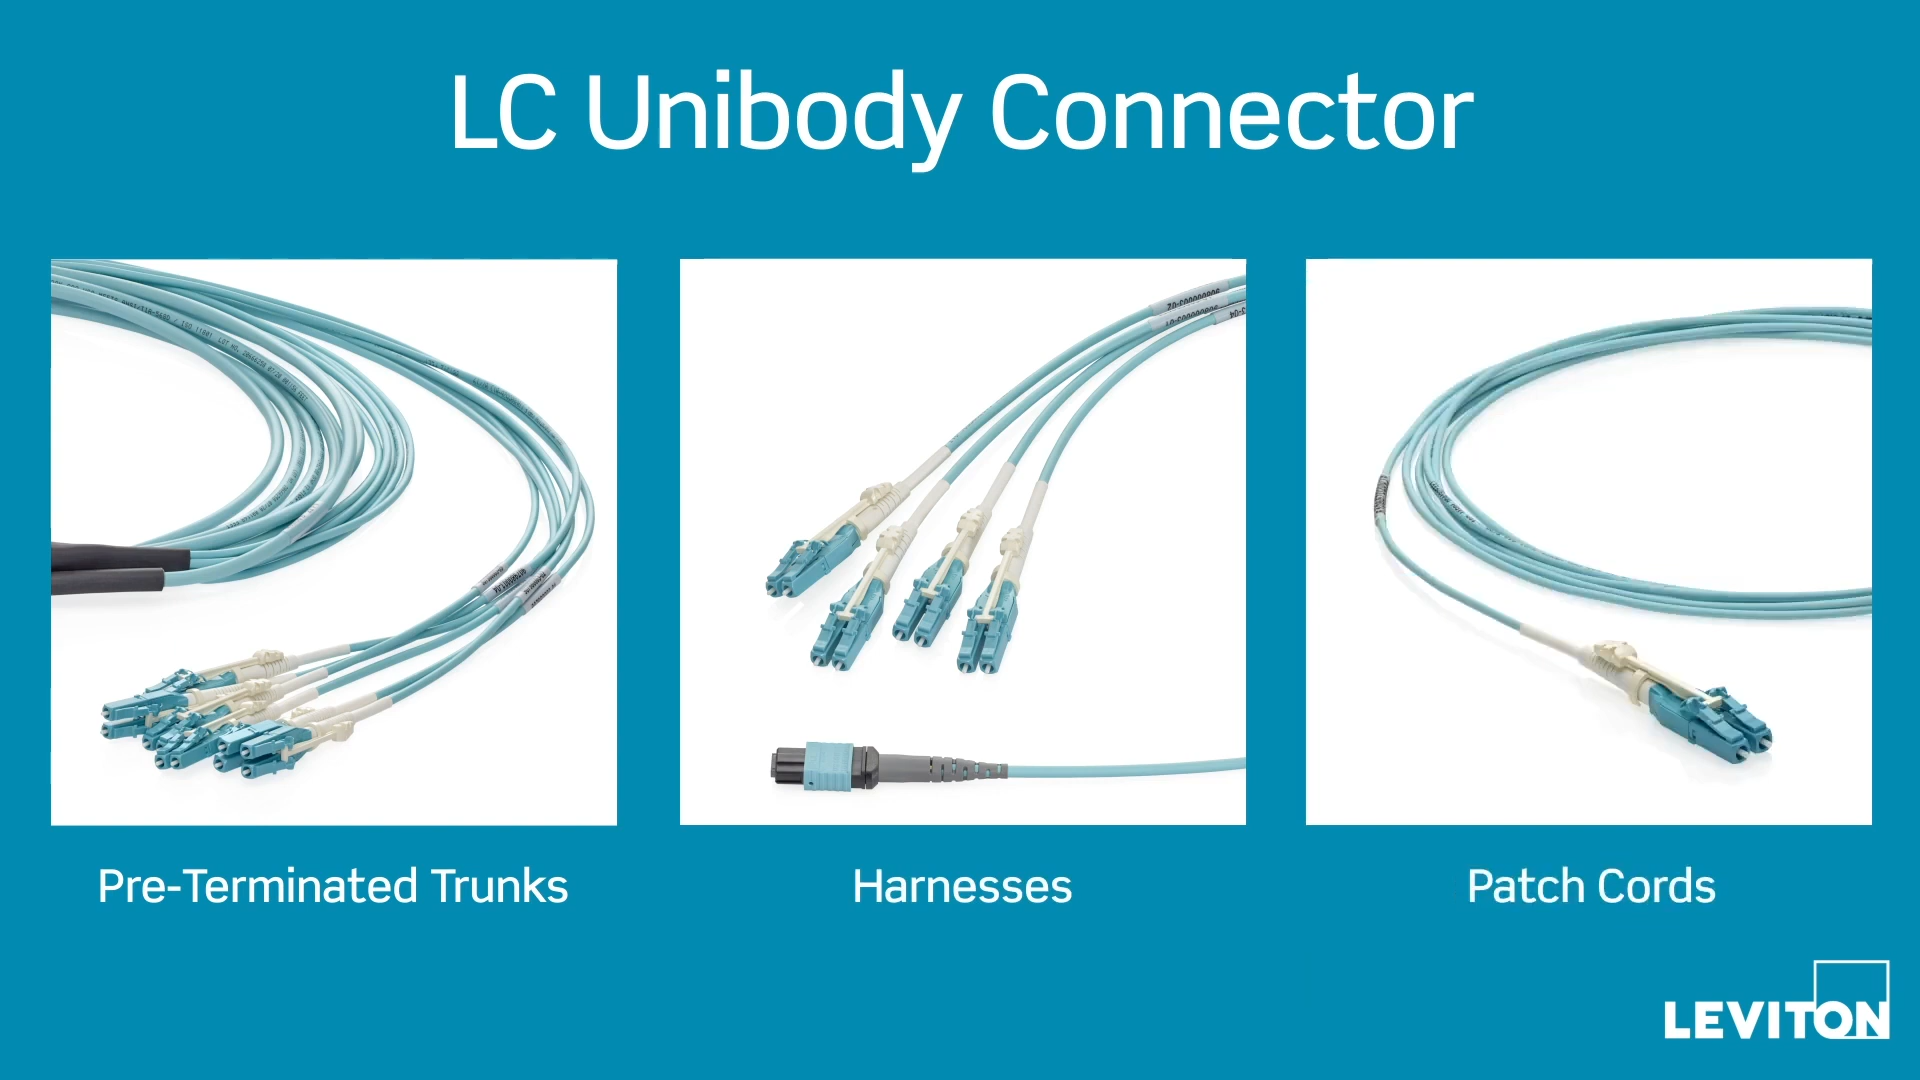 LC Unibody Connector
Pre-Terminated Trunks
Harnesses
Patch Cords
LEVITON